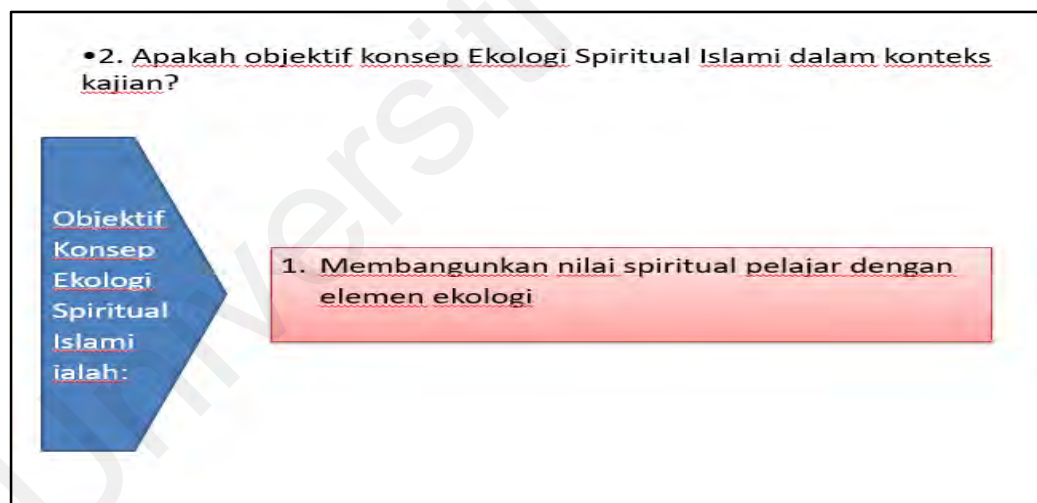 •2. Apakah objektif konsep Ekologi Spiritual Islami dalam konteks
kajian?
Objektif
Konsep
Ekologi
Spiritual
Islami
ialah:
1. Membangunkan nilai spiritual pelajar dengan
elemen ekologi
Universiti